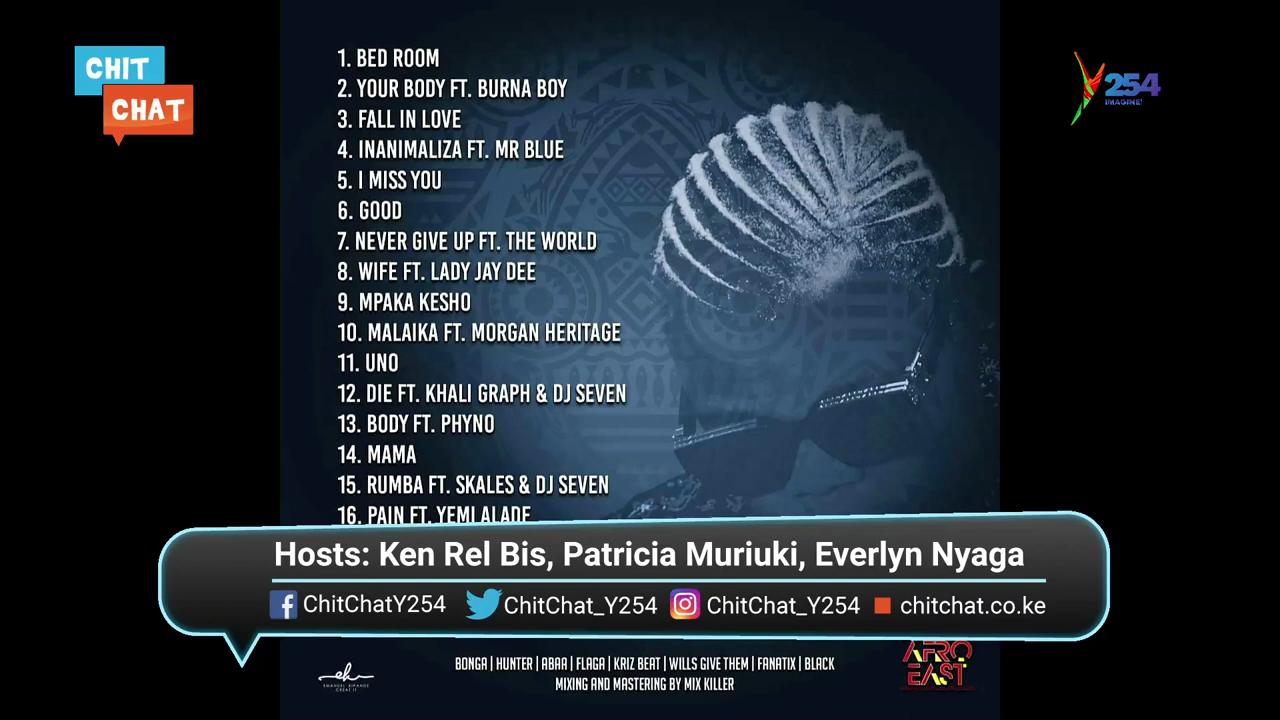 CHIT
CHAT
Y254
IMAGINE!
1. BED ROOM
2. YOUR BODY FT. BURNA BOY
3. FALL IN LOVE
4. INANIMALIZA FT. MR BLUE
5. I MISS YOU
6. GOOD
7. NEVER GIVE UP FT. THE WORLD
8. WIFE FT. LADY JAY DEE
9. MPAKA KESHO
10. MALAIKA FT. MORGAN HERITAGE
11. UNO
12. DIE FT. KHALI GRAPH & DJ SEVEN
13. BODY FT. PHYNO
14. MAMA
15. RUMBA FT. SKALES & DJ SEVEN
16. PAIN FT. YEMI ALADE
Hosts: Ken Rel Bis, Patricia Muriuki, Everlyn Nyaga
ChitChatY254 ChitChat_Y254 ChitChat_Y254 chitchat.co.ke
BONGA | HUNTER | ABAA | FLAGA | KRIZ BEAT | WILLS GIVE THEM | FANATIX | BLACK
MIXING AND MASTERING BY MIX KILLER
AFRO
EAST